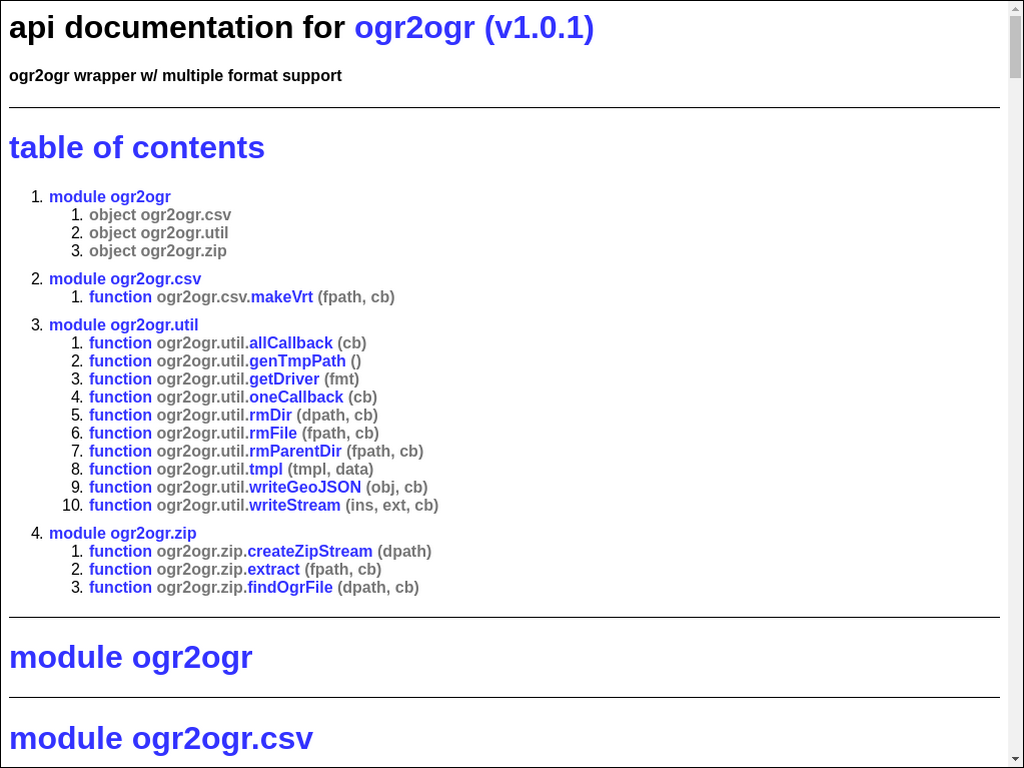 api documentation for ogr2ogr (v1.0.1)
ogr2ogr wrapper w/ multiple format support
table of contents
1. module ogr2ogr
1. object ogr2ogr.csv
2. object ogr2ogr.util
3. object ogr2ogr.zip
2. module ogr2ogr.csv
1. function ogr2ogr.csv.makeVrt (fpath, cb)
3. module ogr2ogr.util
1. function ogr2ogr.util.allCallback (cb)
2. function ogr2ogr.util.genTmpPath ()
3. function ogr2ogr.util.getDriver (fmt)
4. function ogr2ogr.util.oneCallback (cb)
5. function ogr2ogr.util.rmDir (dpath, cb)
6. function ogr2ogr.util.rmFile (fpath, cb)
7. function ogr2ogr.util.rmParentDir (fpath, cb)
8. function ogr2ogr.util.tmpl (tmpl, data)
9. function ogr2ogr.util.writeGeoJSON (obj, cb)
10. function ogr2ogr.util.writeStream (ins, ext, cb)
4. module ogr2ogr.zip
1. function ogr2ogr.zip.createZipStream (dpath)
2. function ogr2ogr.zip.extract (fpath, cb)
3. function ogr2ogr.zip.findOgrFile (dpath, cb)
module ogr2ogr
module ogr2ogr.csv